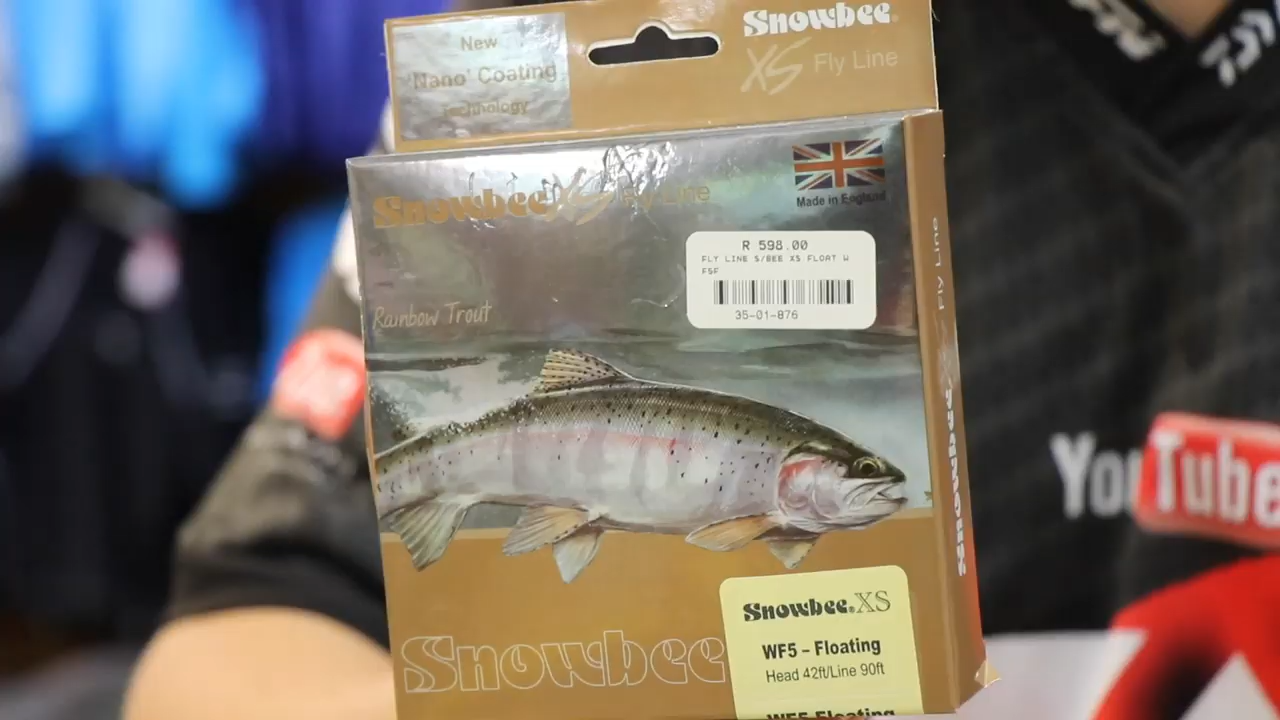 Snowbee
XS Fly Line
New
'Nano' Coating
Technology
Snowbee XS Fly Line
Made in England
R 598.00
FLY LINE S/BEE XS FLOAT W
F5F
35-01-876
Rainbow Trout
Fly Line
Snowbee
YouTube
Snowbee
Snowbee XS
WF5 - Floating
Head 42ft/Line 90ft
WF5 Floating